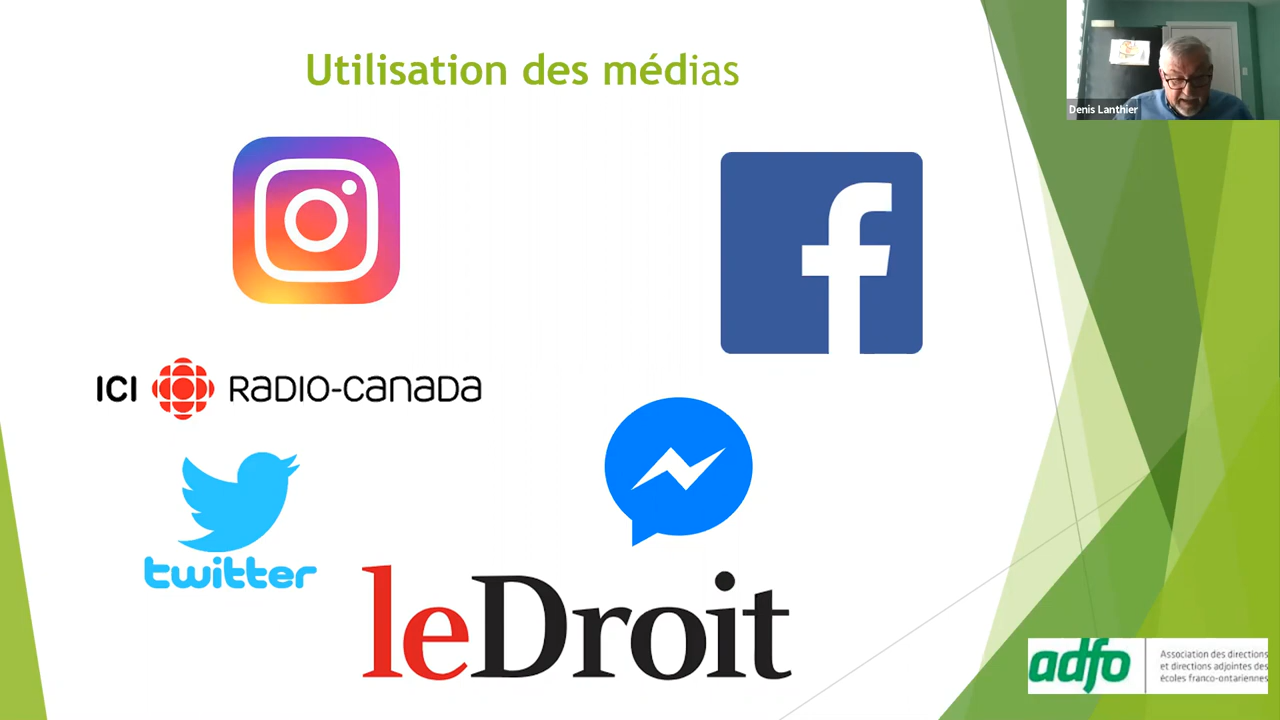 Utilisation des médias
Denis Lanthier
ICI RADIO-CANADA
twitter
leDroit
adfo
Association des directions
et directions adjointes des
écoles franco-ontariennes